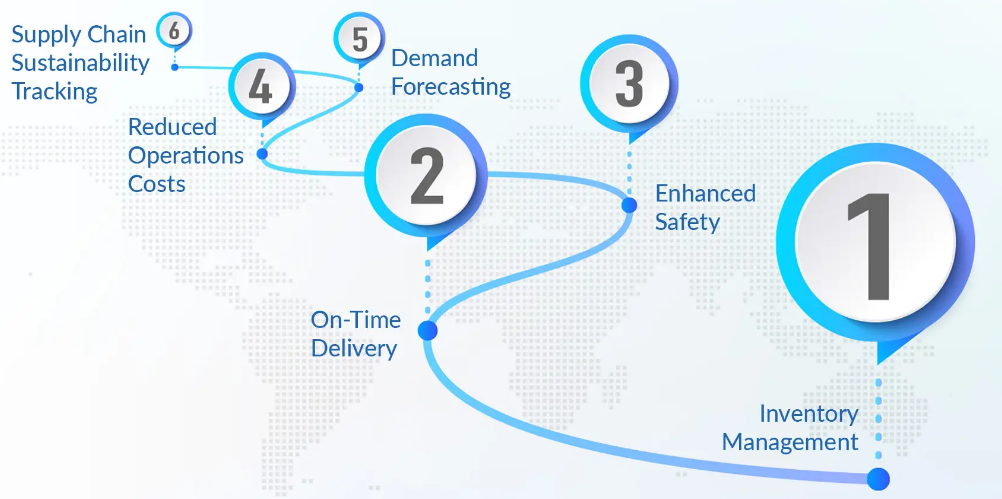 6
Supply Chain
Sustainability
Tracking
5
Demand
Forecasting
4
Reduced
Operations
Costs
3
Enhanced
Safety
2
On-Time
Delivery
1
Inventory
Management